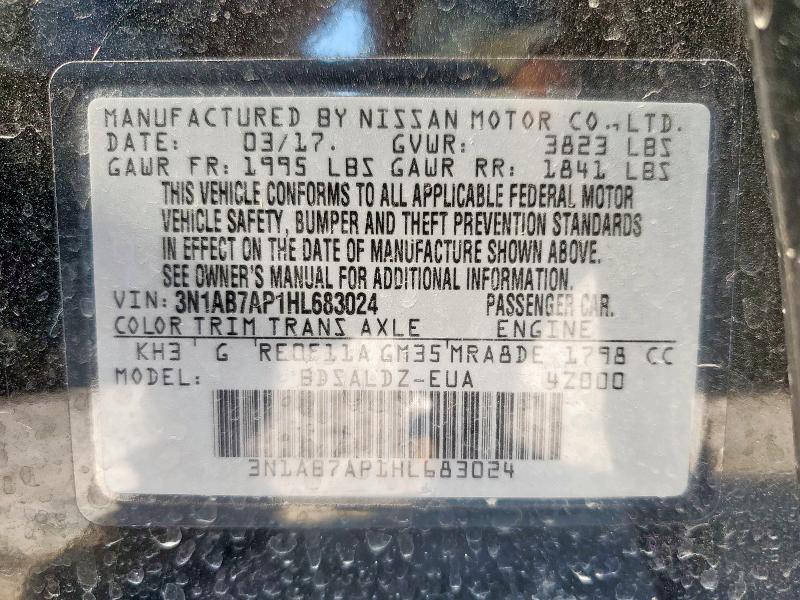 MANUFACTURED BY NISSAN MOTOR CO., LTD.
DATE: 03/17. GVWR: 3823 LBS
GAWR FR: 1995 LBS GAWR RR: 1841 LBS
THIS VEHICLE CONFORMS TO ALL APPLICABLE FEDERAL MOTOR
VEHICLE SAFETY, BUMPER AND THEFT PREVENTION STANDARDS
IN EFFECT ON THE DATE OF MANUFACTURE SHOWN ABOVE.
SEE OWNER'S MANUAL FOR ADDITIONAL INFORMATION.
VIN: 3N1AB7AP1HL683024 PASSENGER CAR.
COLOR TRIM TRANS AXLE ENGINE
KH3 G RE0F11A GM35 MRA8DE 1798 CC
MODEL: BDSALDZ-EUA 4Z000
3N1AB7AP1HL683024